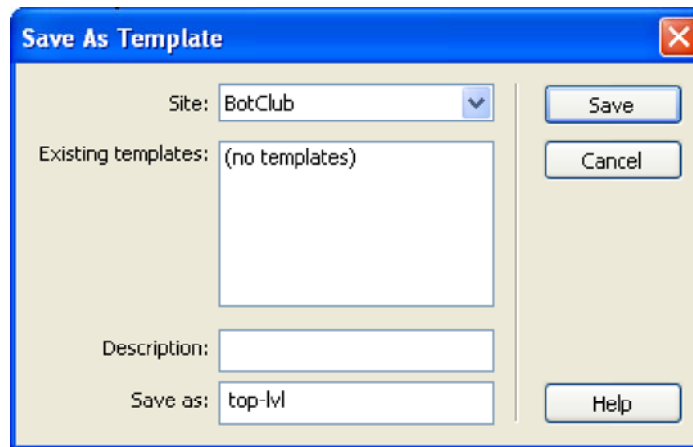 Save As Template
Site: BotClub
Save
Existing templates: (no templates)
Cancel
Description:
Save as: top-lvl
Help